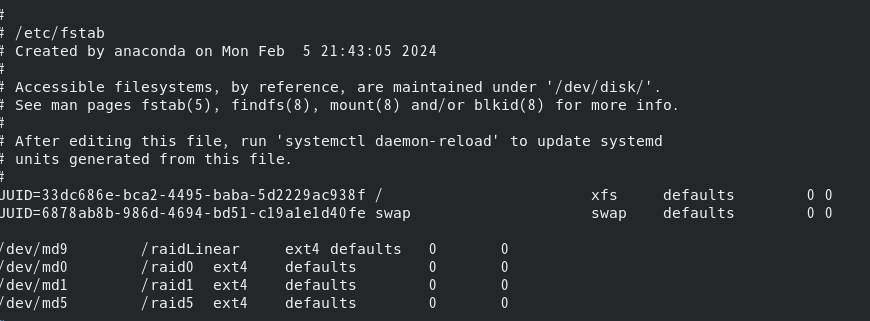 #
# /etc/fstab
# Created by anaconda on Mon Feb  5 21:43:05 2024
#
# Accessible filesystems, by reference, are maintained under '/dev/disk/'.
# See man pages fstab(5), findfs(8), mount(8) and/or blkid(8) for more info.
#
# After editing this file, run 'systemctl daemon-reload' to update systemd
# units generated from this file.
#
UUID=33dc686e-bca2-4495-baba-5d2229ac938f /                       xfs     defaults        0 0
UUID=6878ab8b-986d-4694-bd51-c19a1e1d40fe swap                    swap    defaults        0 0

/dev/md9        /raidLinear     ext4 defaults   0       0
/dev/md0        /raid0  ext4    defaults        0       0
/dev/md1        /raid1  ext4    defaults        0       0
/dev/md5        /raid5  ext4    defaults        0       0